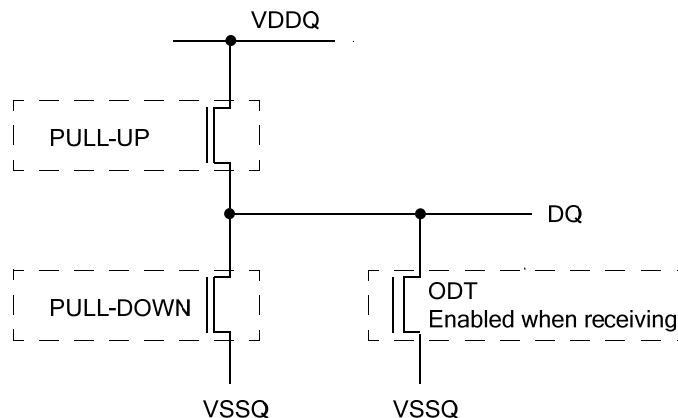 VDDQ
PULL-UP
DQ
PULL-DOWN
ODT
Enabled when receiving
VSSQ
VSSQ